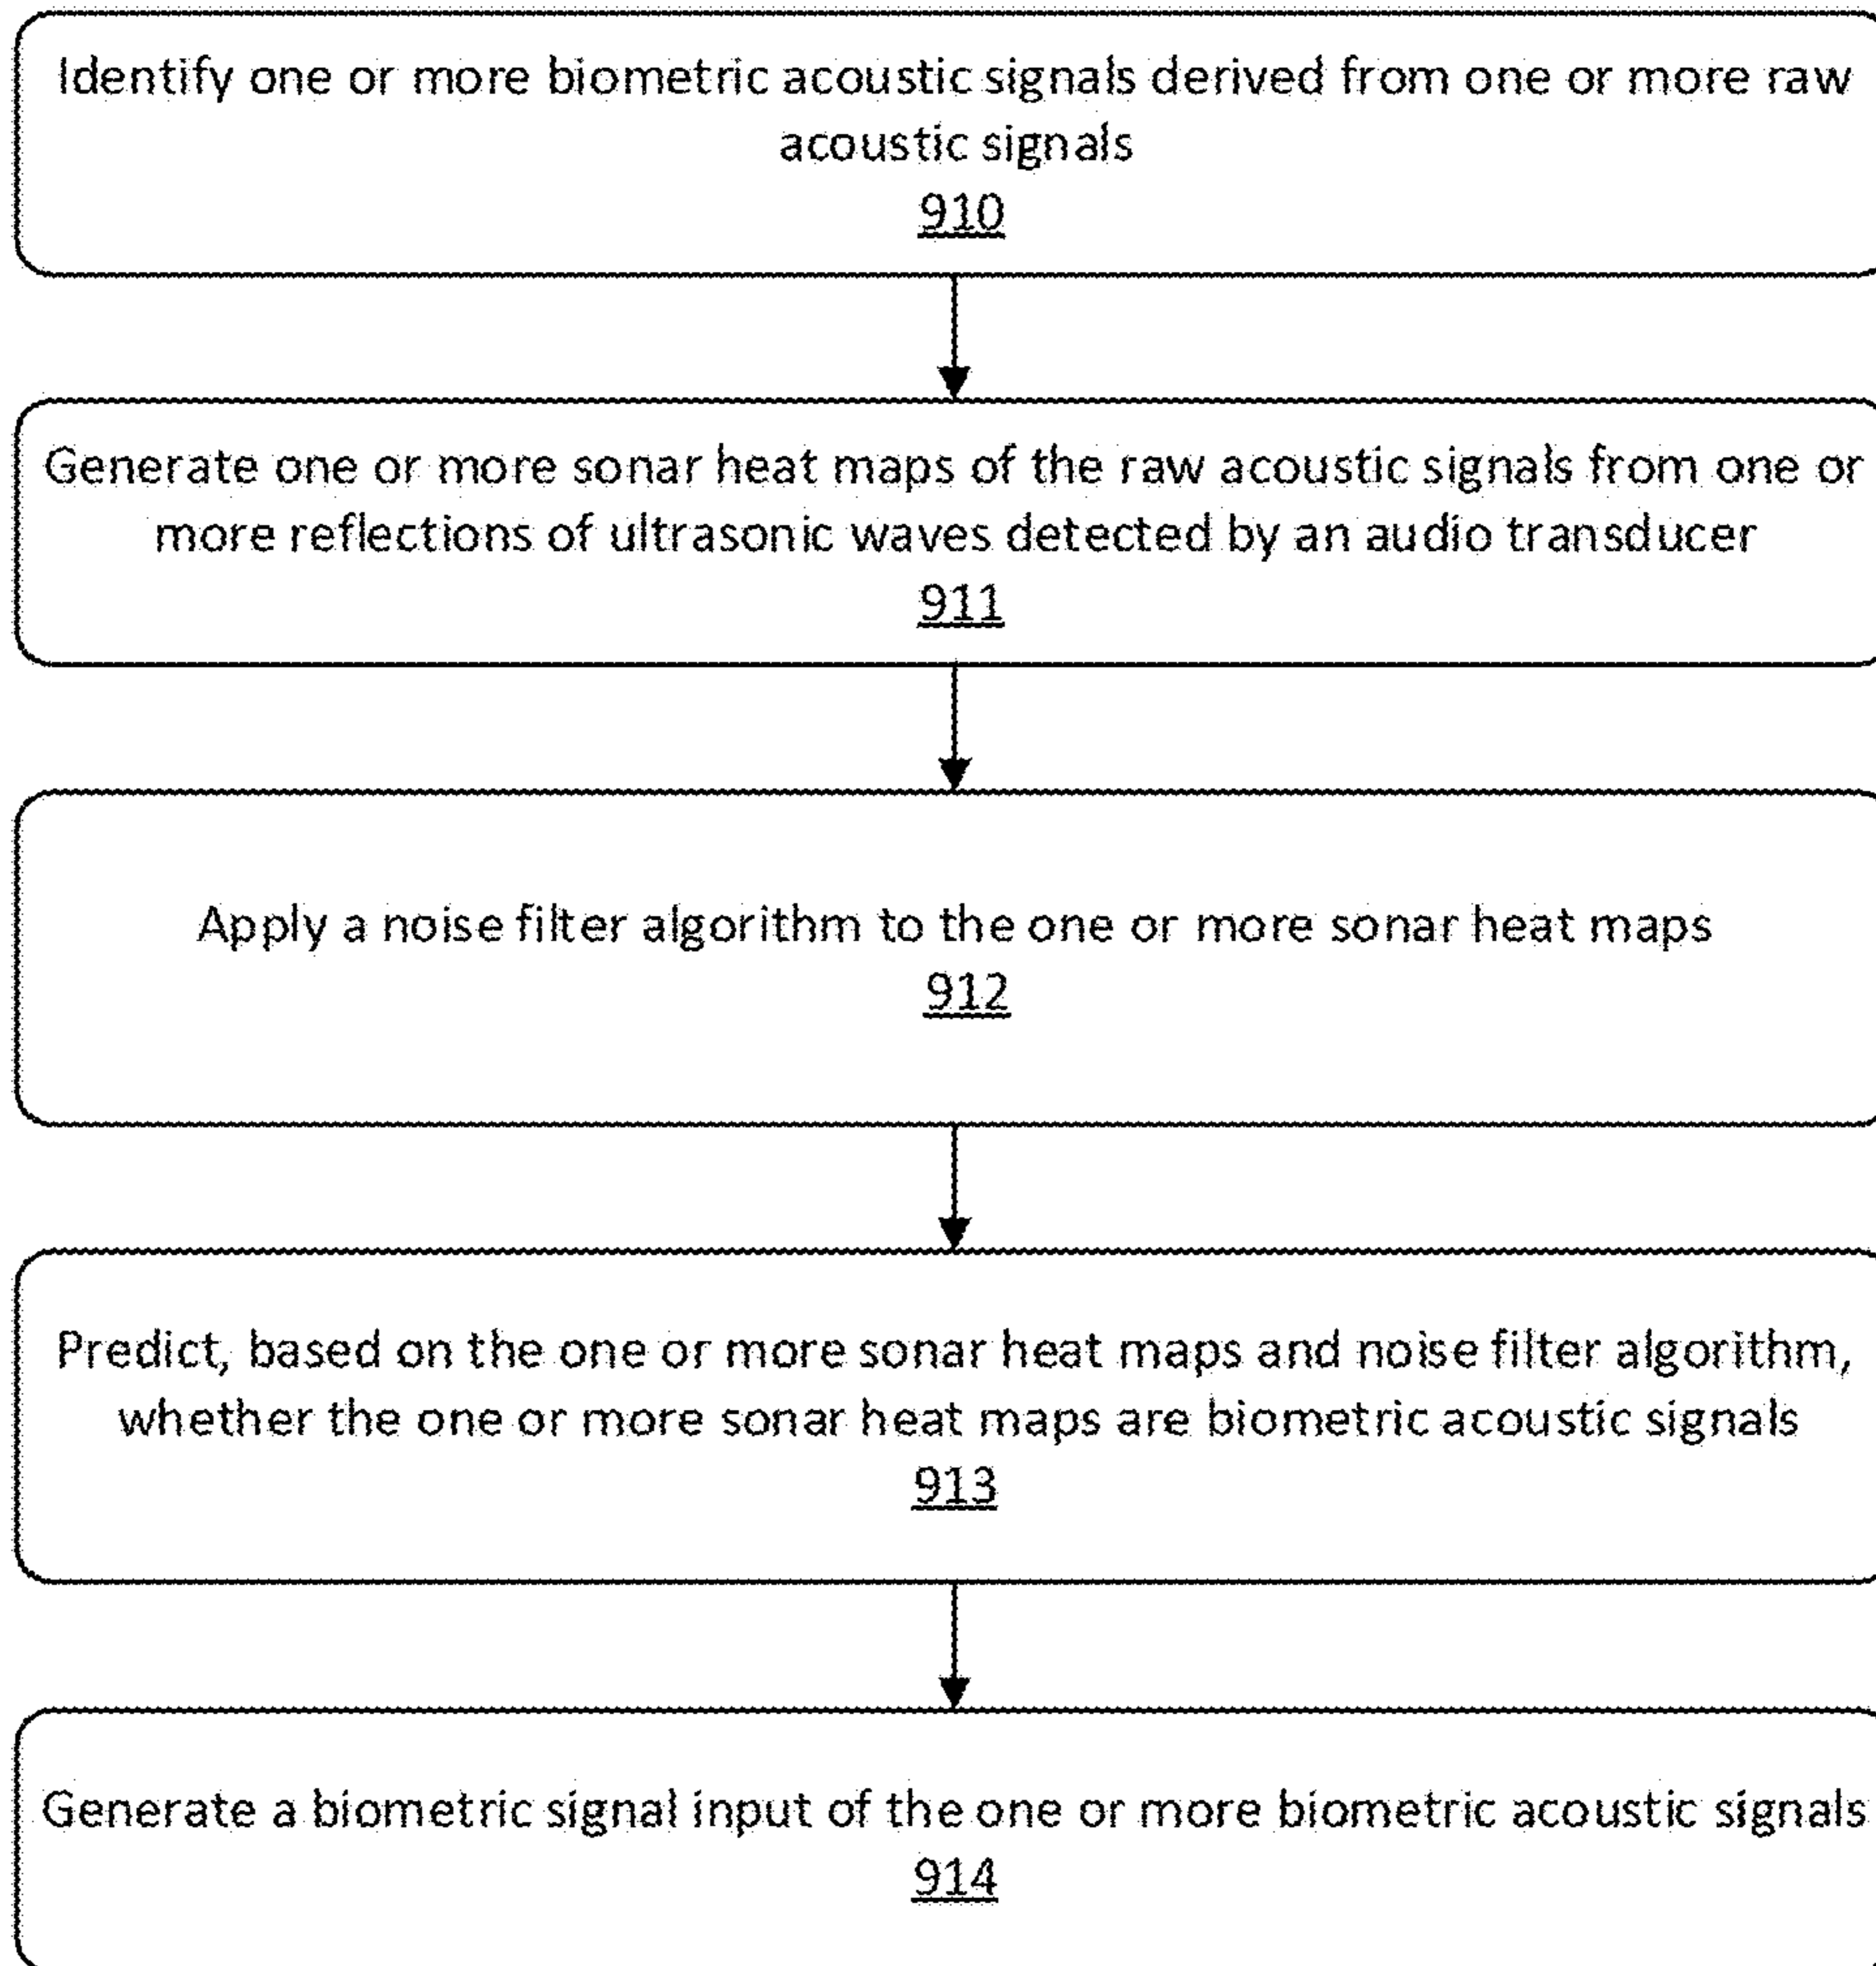 Identify one or more biometric acoustic signals derived from one or more raw
acoustic signals
910
Generate one or more sonar heat maps of the raw acoustic signals from one or
more reflections of ultrasonic waves detected by an audio transducer
911
Apply a noise filter algorithm to the one or more sonar heat maps
912
Predict, based on the one or more sonar heat maps and noise filter algorithm,
whether the one or more sonar heat maps are biometric acoustic signals
913
Generate a biometric signal input of the one or more biometric acoustic signals
914